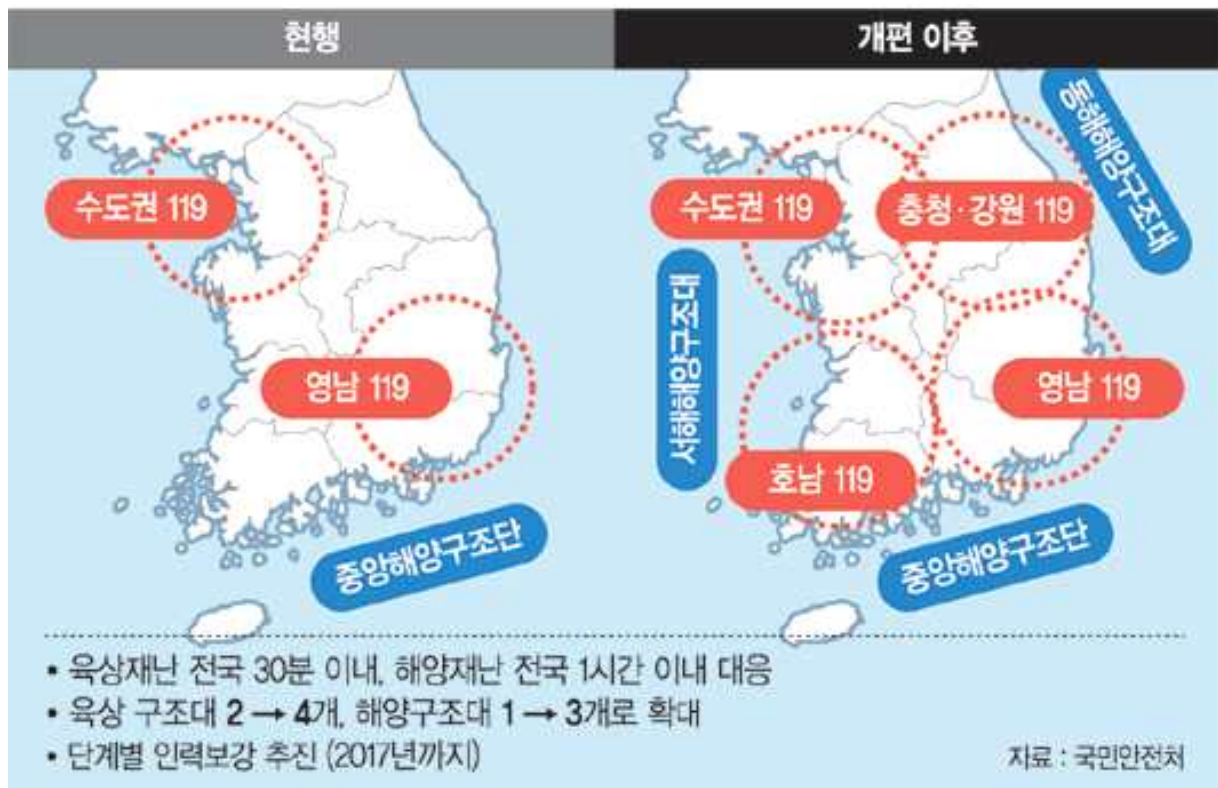 현행
수도권 119
영남 119
중앙해양구조단
개편 이후
수도권 119
충청·강원 119
동해해양구조대
서해해양구조대
영남 119
호남 119
중앙해양구조단
• 육상재난 전국 30분 이내, 해양재난 전국 1시간 이내 대응
• 육상 구조대 2 → 4개, 해양구조대 1 → 3개로 확대
• 단계별 인력보강 추진 (2017년까지)
자료 : 국민안전처